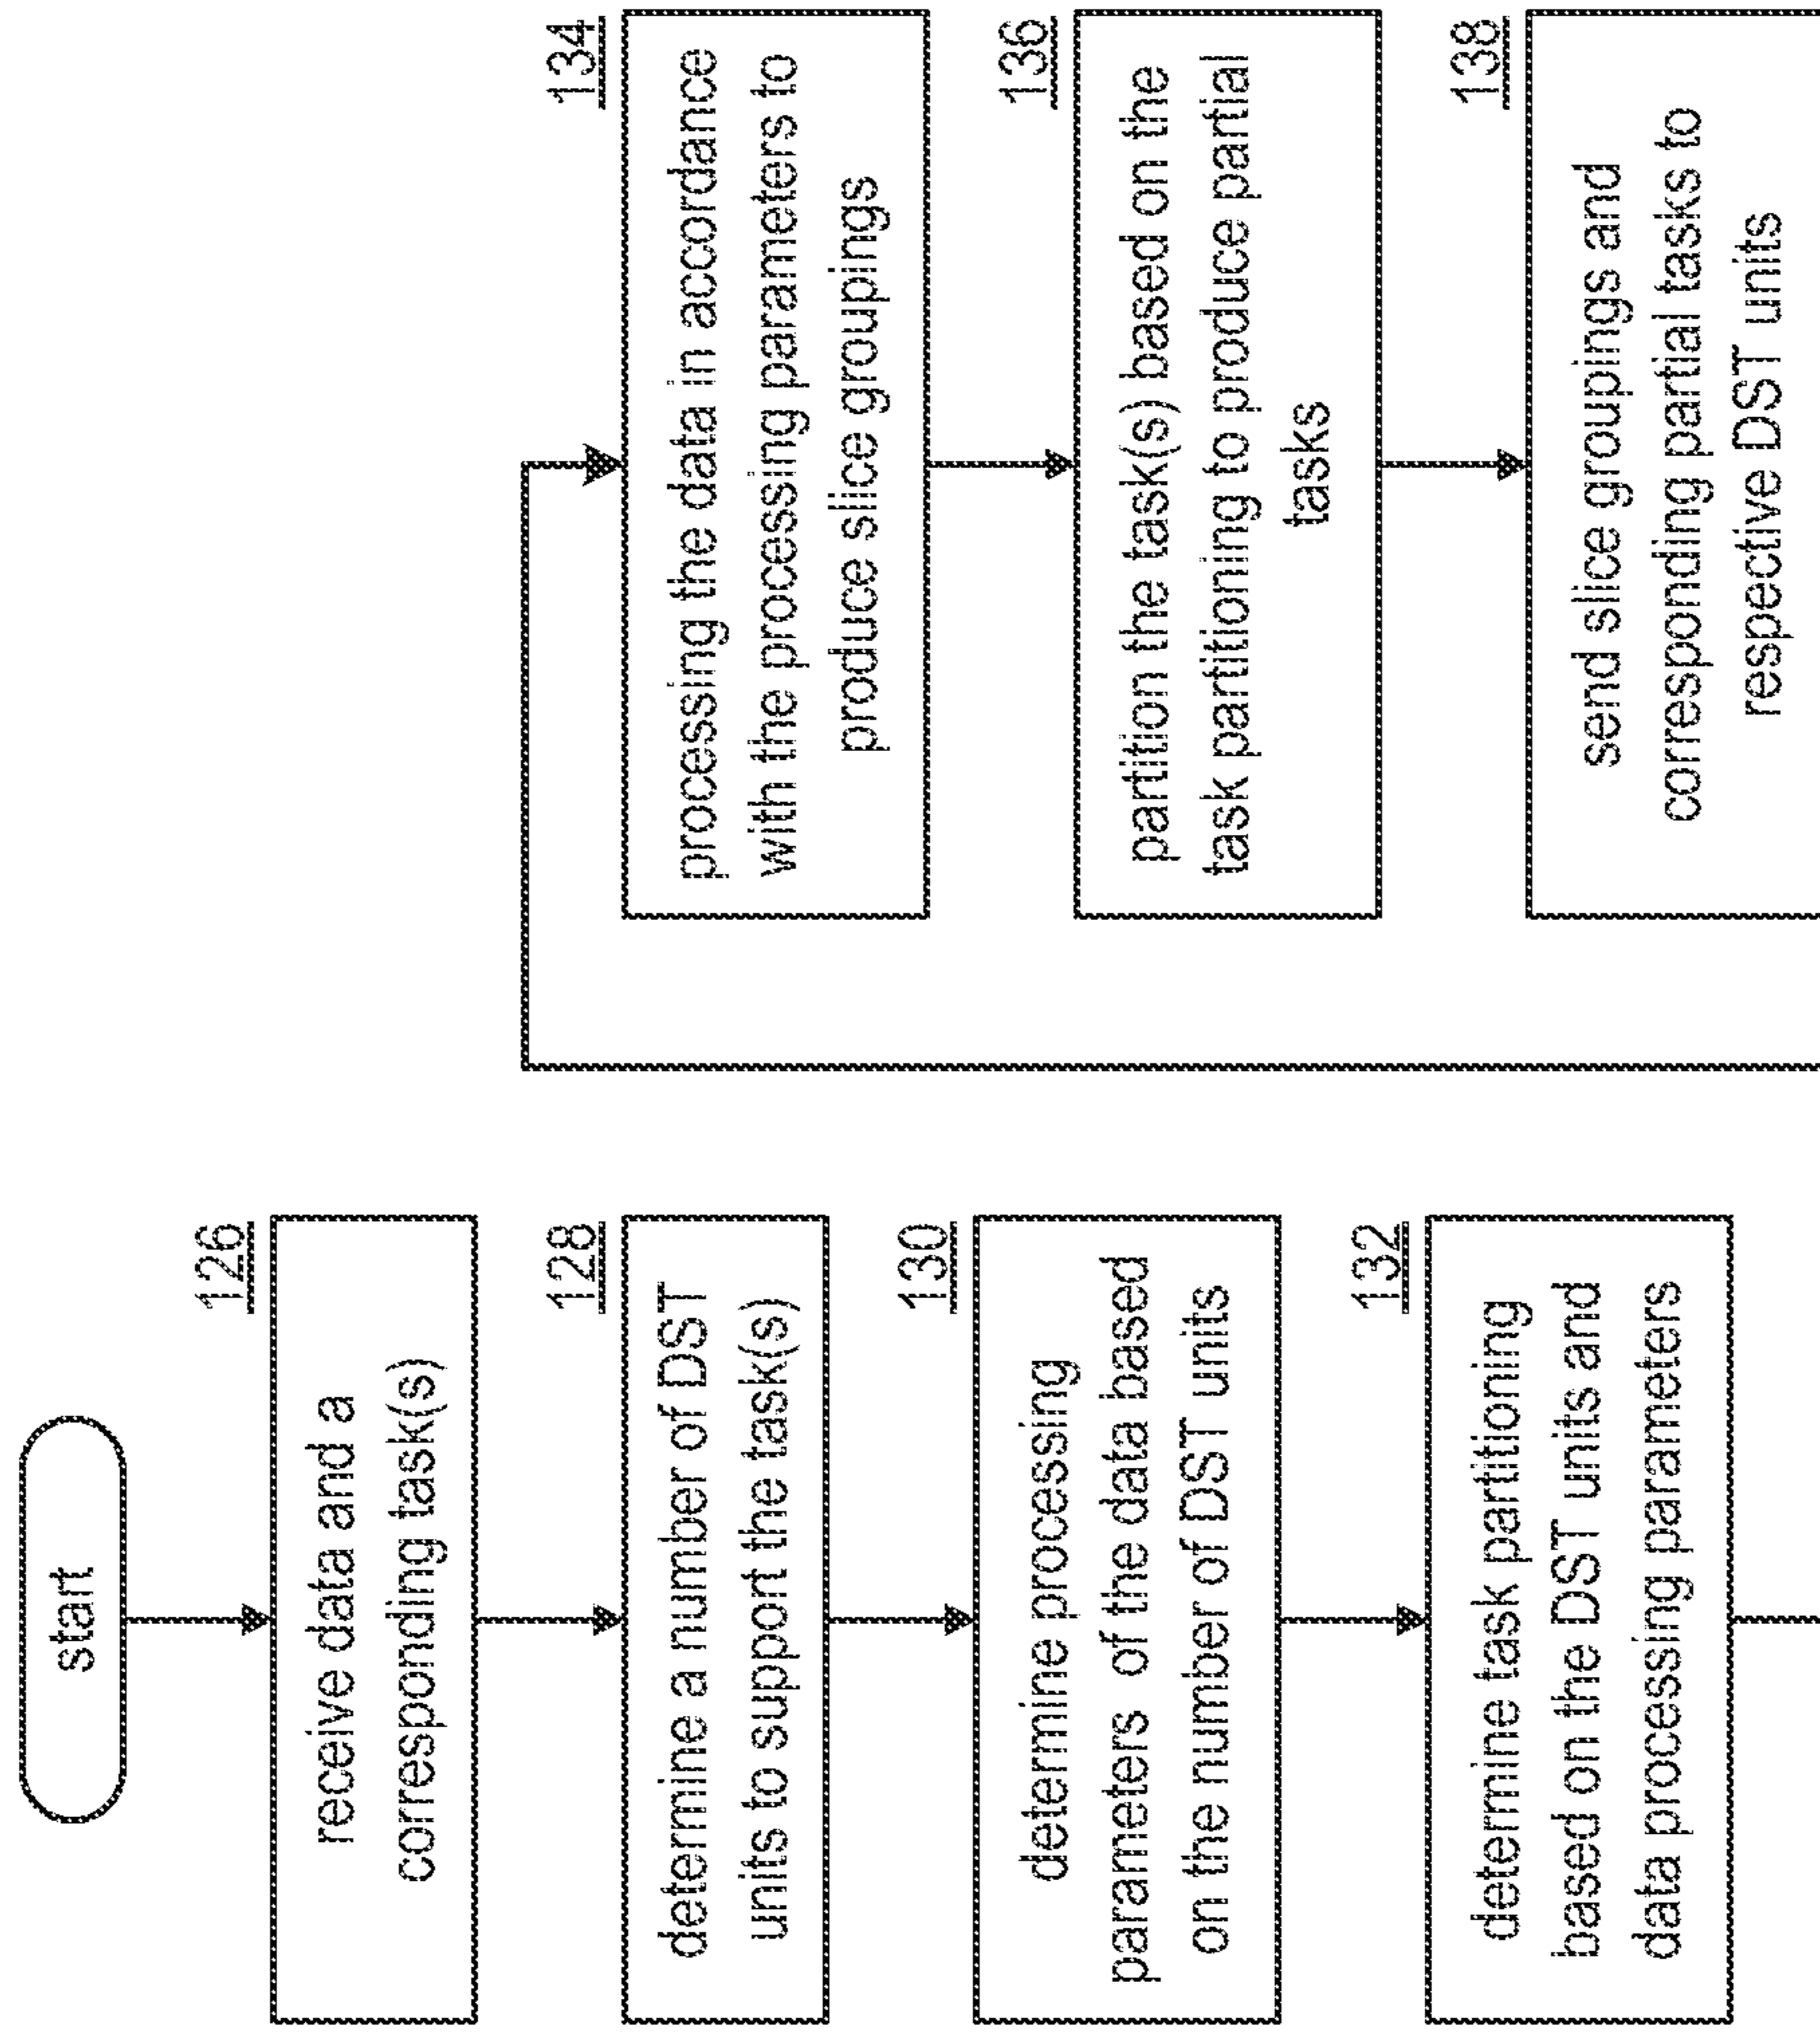 start
126
receive data and a
corresponding task(s)
128
determine a number of DST
units to support the task(s)
130
determine processing
parameters of the data based
on the number of DST units
132
determine task partitioning
based on the DST units and
data processing parameters
134
processing the data in accordance
with the processing parameters to
produce slice groupings
136
partition the task(s) based on the
task partitioning to produce partial
tasks
138
send slice groupings and
corresponding partial tasks to
respective DST units